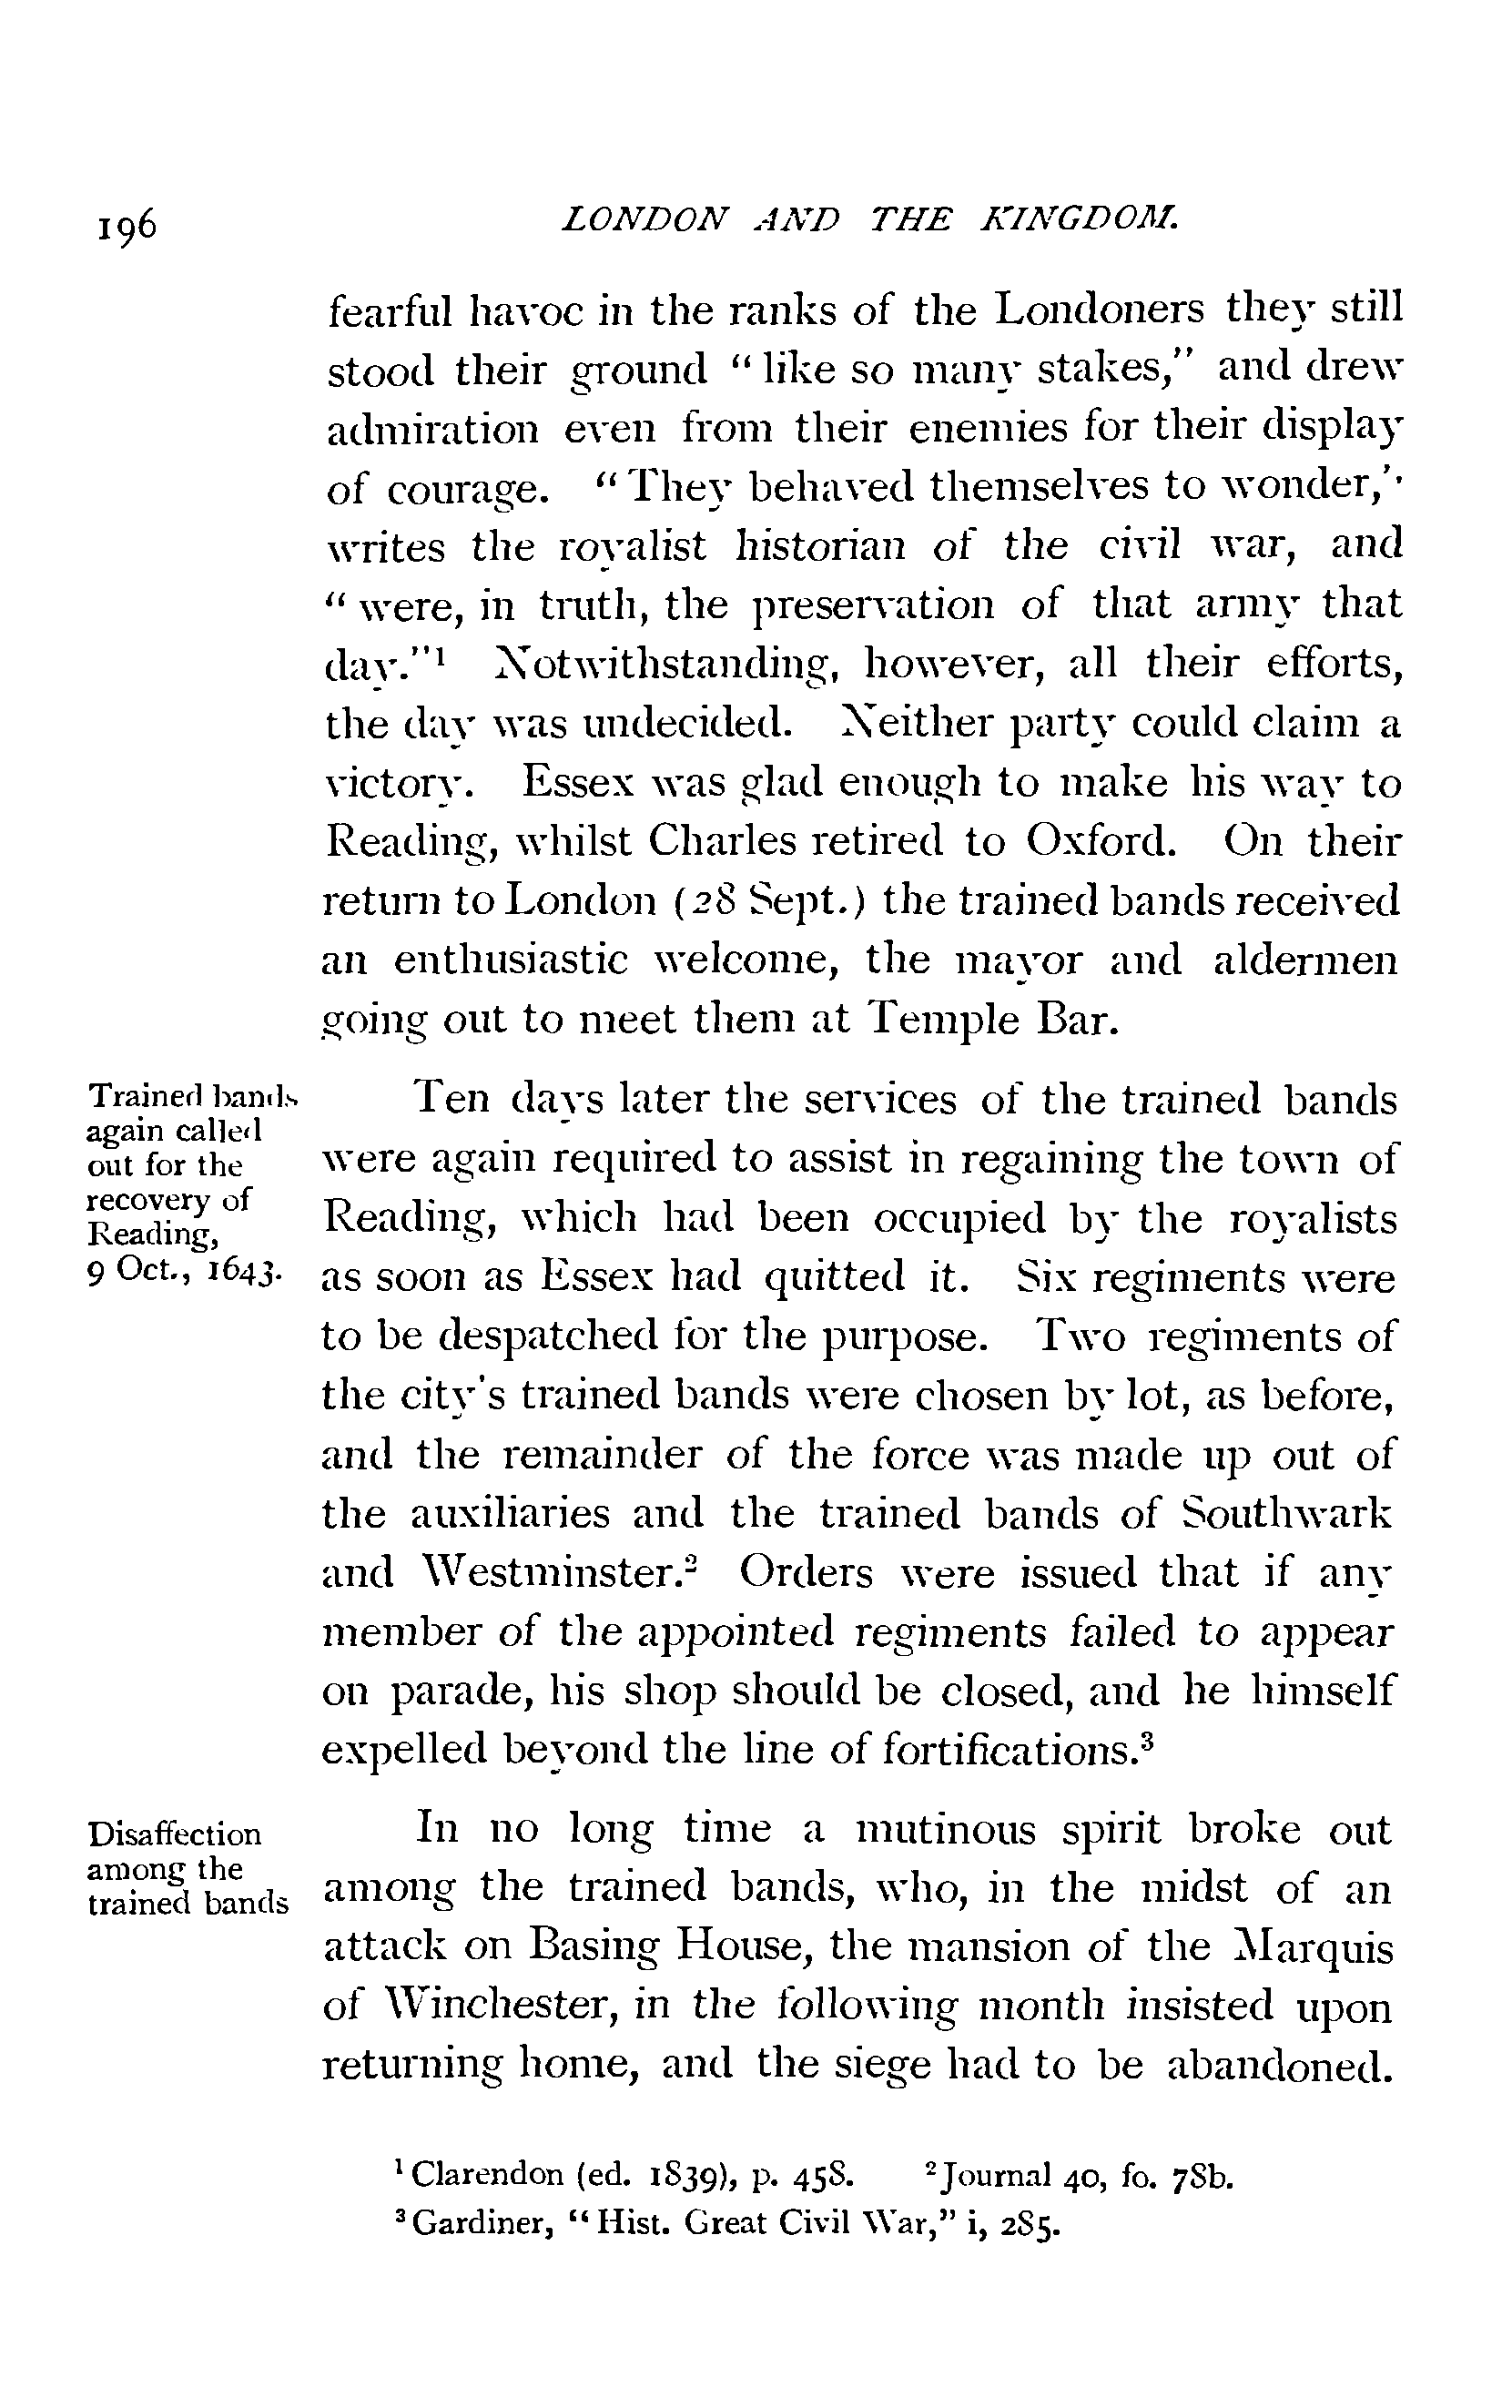 196
LONDON AND THE KINGDOM.
fearful havoc in the ranks of the Londoners they still
stood their ground “like so many stakes,” and drew
admiration even from their enemies for their display
of courage. “They behaved themselves to wonder,”
writes the royalist historian of the civil war, and
“were, in truth, the preservation of that army that
day.”¹ Notwithstanding, however, all their efforts,
the day was undecided. Neither party could claim a
victory. Essex was glad enough to make his way to
Reading, whilst Charles retired to Oxford. On their
return to London (28 Sept.) the trained bands received
an enthusiastic welcome, the mayor and aldermen
going out to meet them at Temple Bar.
Trained bands
again called
out for the
recovery of
Reading,
9 Oct., 1643.
Ten days later the services of the trained bands
were again required to assist in regaining the town of
Reading, which had been occupied by the royalists
as soon as Essex had quitted it. Six regiments were
to be despatched for the purpose. Two regiments of
the city's trained bands were chosen by lot, as before,
and the remainder of the force was made up out of
the auxiliaries and the trained bands of Southwark
and Westminster.² Orders were issued that if any
member of the appointed regiments failed to appear
on parade, his shop should be closed, and he himself
expelled beyond the line of fortifications.³
Disaffection
among the
trained bands
In no long time a mutinous spirit broke out
among the trained bands, who, in the midst of an
attack on Basing House, the mansion of the Marquis
of Winchester, in the following month insisted upon
returning home, and the siege had to be abandoned.
¹ Clarendon (ed. 1839), p. 458. ² Journal 40, fo. 78b.
³ Gardiner, “Hist. Great Civil War,” i, 285.